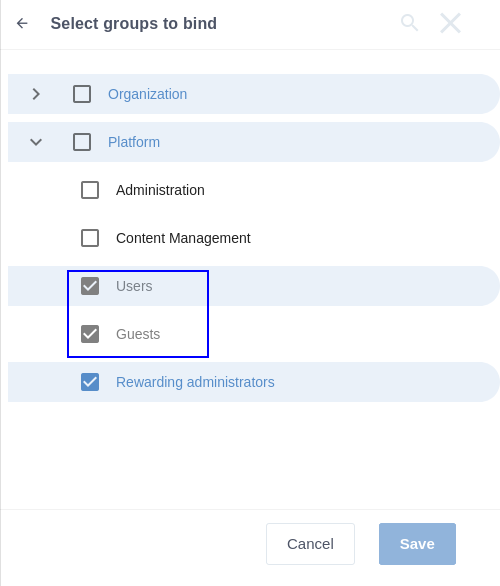 Select groups to bind
Organization
Platform
Administration
Content Management
Users
Guests
Rewarding administrators
Cancel
Save